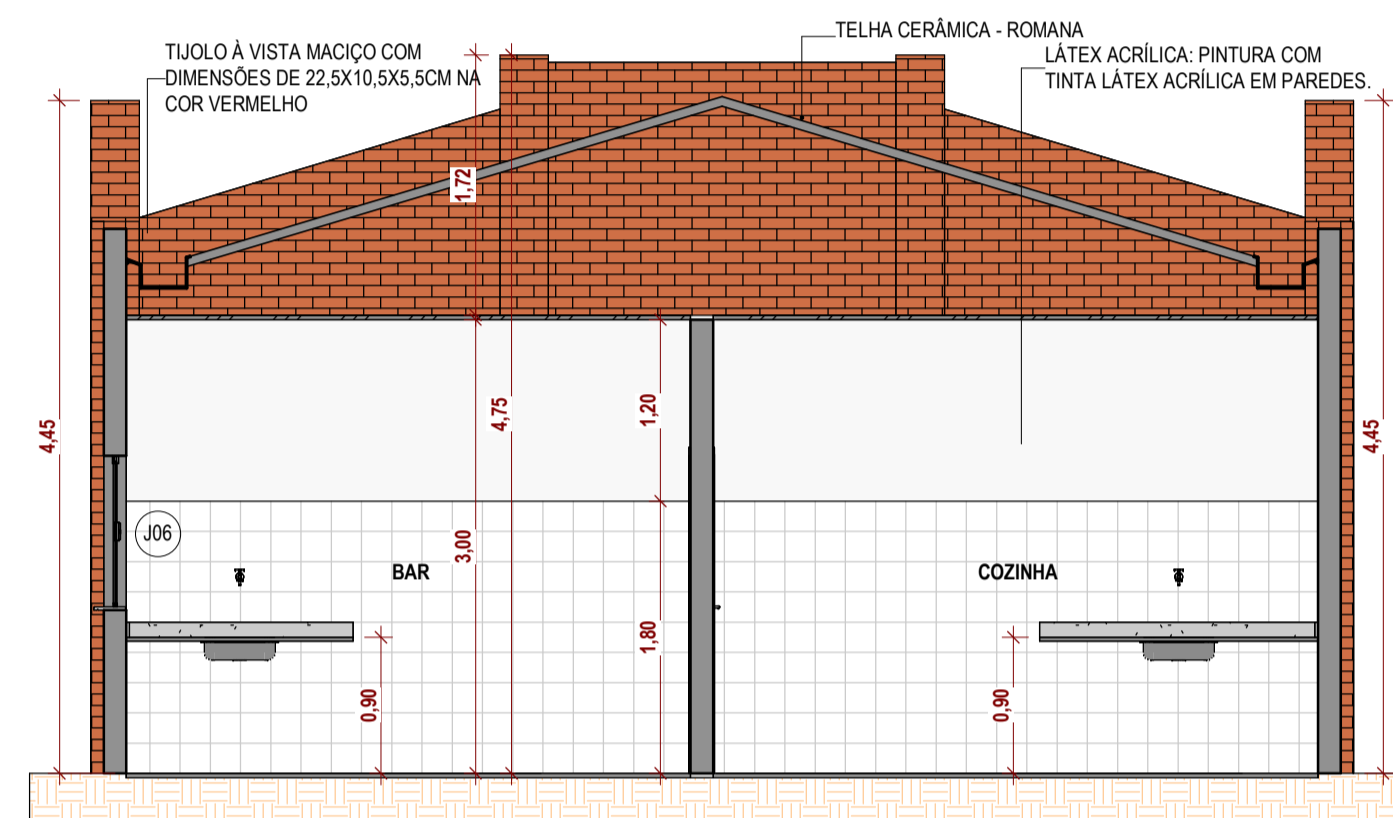 TELHA CERÂMICA - ROMANA
TIJOLO À VISTA MACIÇO COM
DIMENSÕES DE 22,5X10,5X5,5CM NA
COR VERMELHO
LÁTEX ACRÍLICA: PINTURA COM
TINTA LÁTEX ACRÍLICA EM PAREDES.
1,72
4,45
4,75
1,20
4,45
J06
3,00
BAR
COZINHA
1,80
0,90
0,90